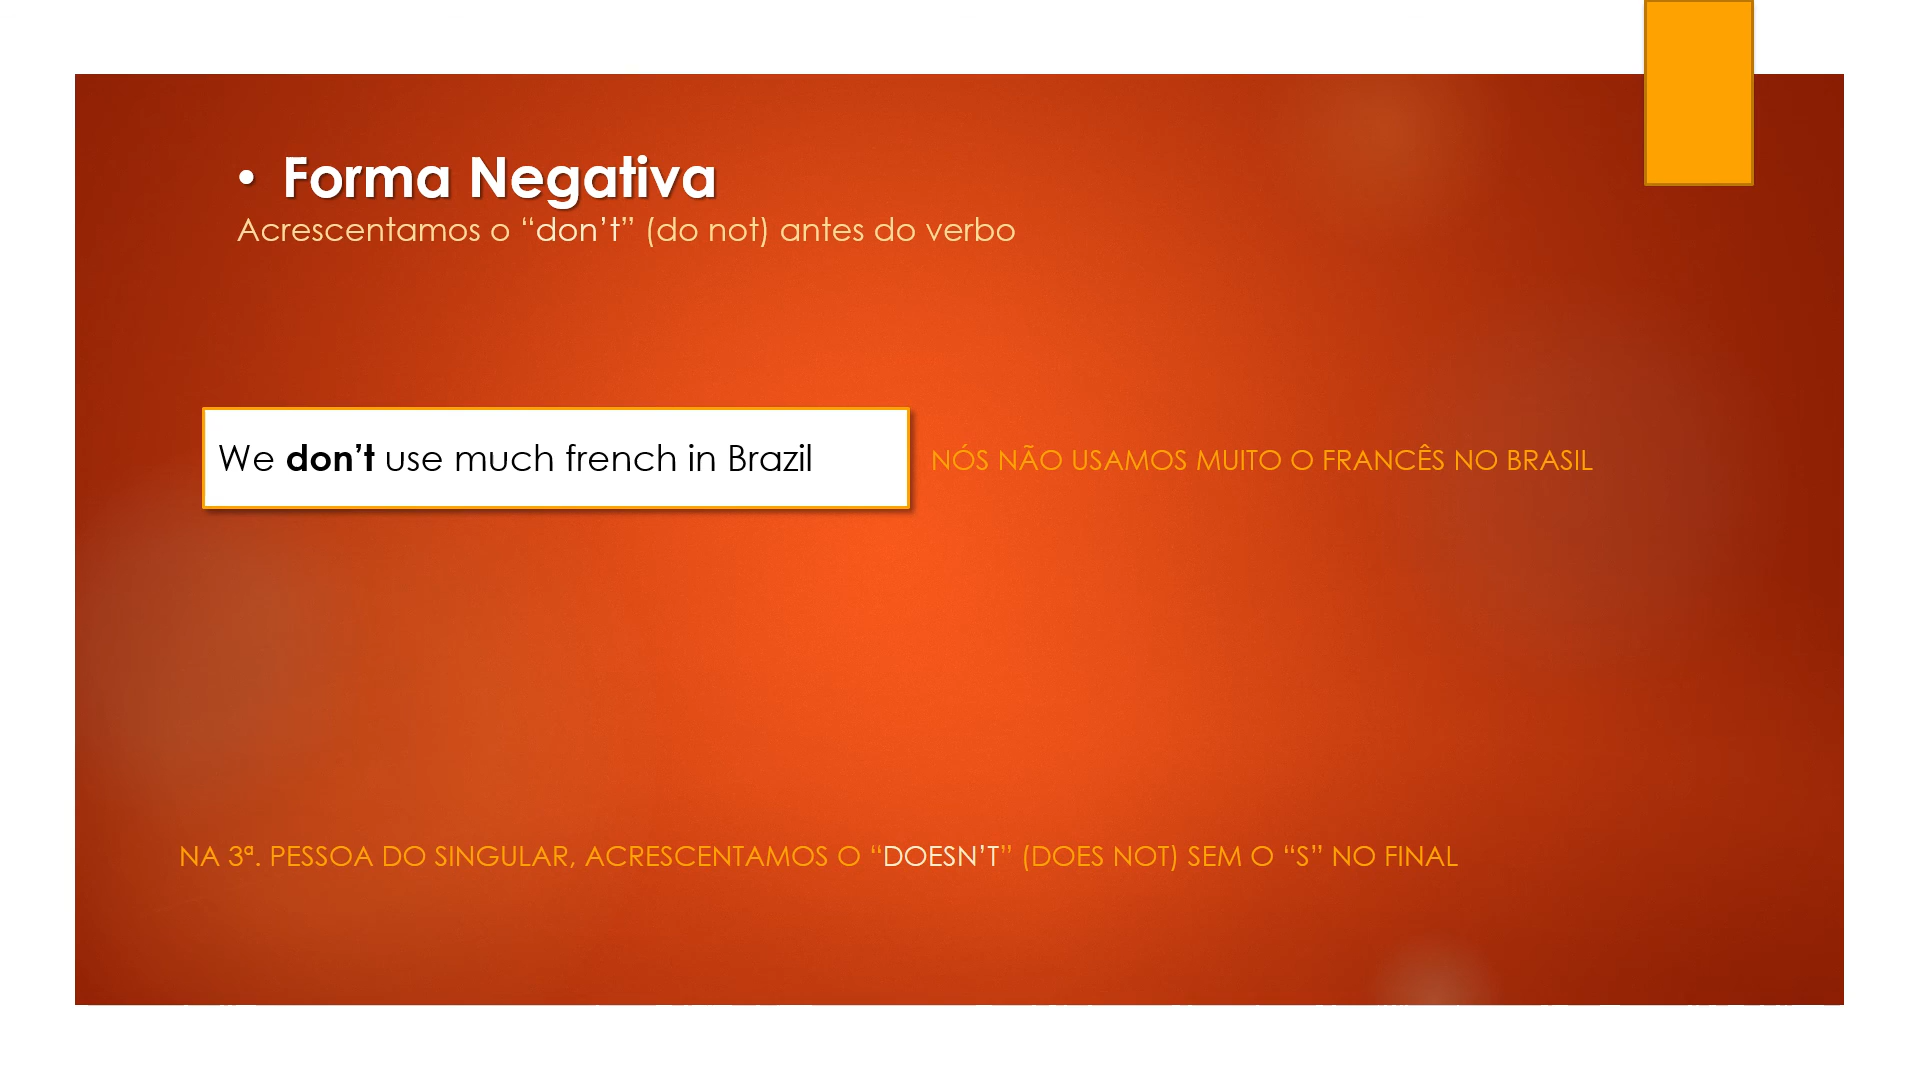 • Forma Negativa
Acrescentamos o “don’t” (do not) antes do verbo
We don’t use much french in Brazil
NÓS NÃO USAMOS MUITO O FRANCÊS NO BRASIL
NA 3ª. PESSOA DO SINGULAR, ACRESCENTAMOS O “DOESN’T” (DOES NOT) SEM O “S” NO FINAL